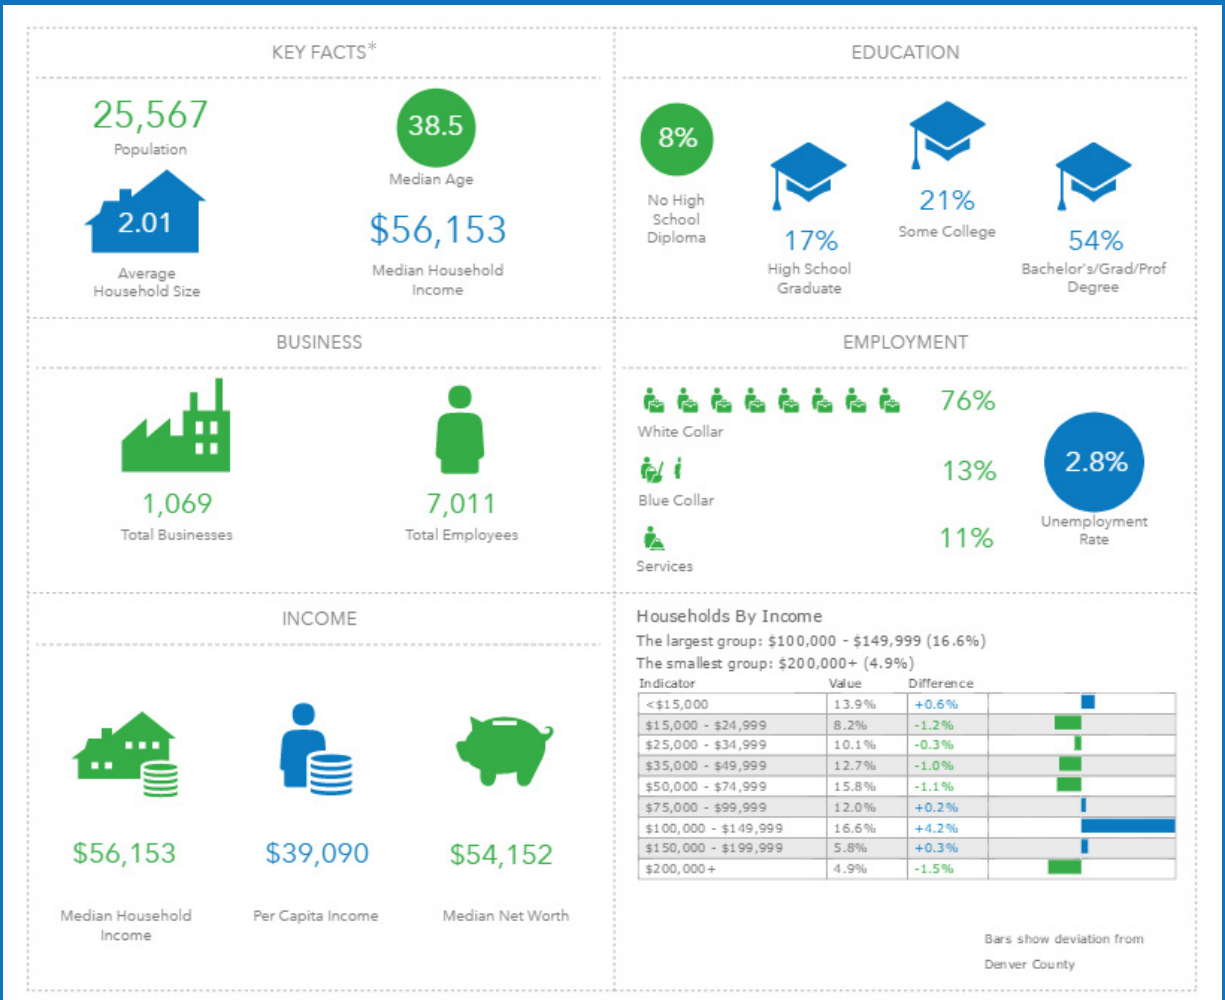 KEY FACTS*
25,567
Population
38.5
Median Age
2.01
Average
Household Size
$56,153
Median Household
Income
EDUCATION
8%
No High
School
Diploma
17%
High School
Graduate
21%
Some College
54%
Bachelor's/Grad/Prof
Degree
BUSINESS
1,069
Total Businesses
7,011
Total Employees
EMPLOYMENT
76%
White Collar
13%
Blue Collar
11%
Services
2.8%
Unemployment
Rate
INCOME
$56,153
Median Household
Income
$39,090
Per Capita Income
$54,152
Median Net Worth
Households By Income
The largest group: $100,000 - $149,999 (16.6%)
The smallest group: $200,000+ (4.9%)
Indicator Value Difference
<$15,000 13.9% +0.6%
$15,000 - $24,999 8.2% -1.2%
$25,000 - $34,999 10.1% -0.3%
$35,000 - $49,999 12.7% -1.0%
$50,000 - $74,999 15.8% -1.1%
$75,000 - $99,999 12.0% +0.2%
$100,000 - $149,999 16.6% +4.2%
$150,000 - $199,999 5.8% +0.3%
$200,000+ 4.9% -1.5%
Bars show deviation from
Denver County